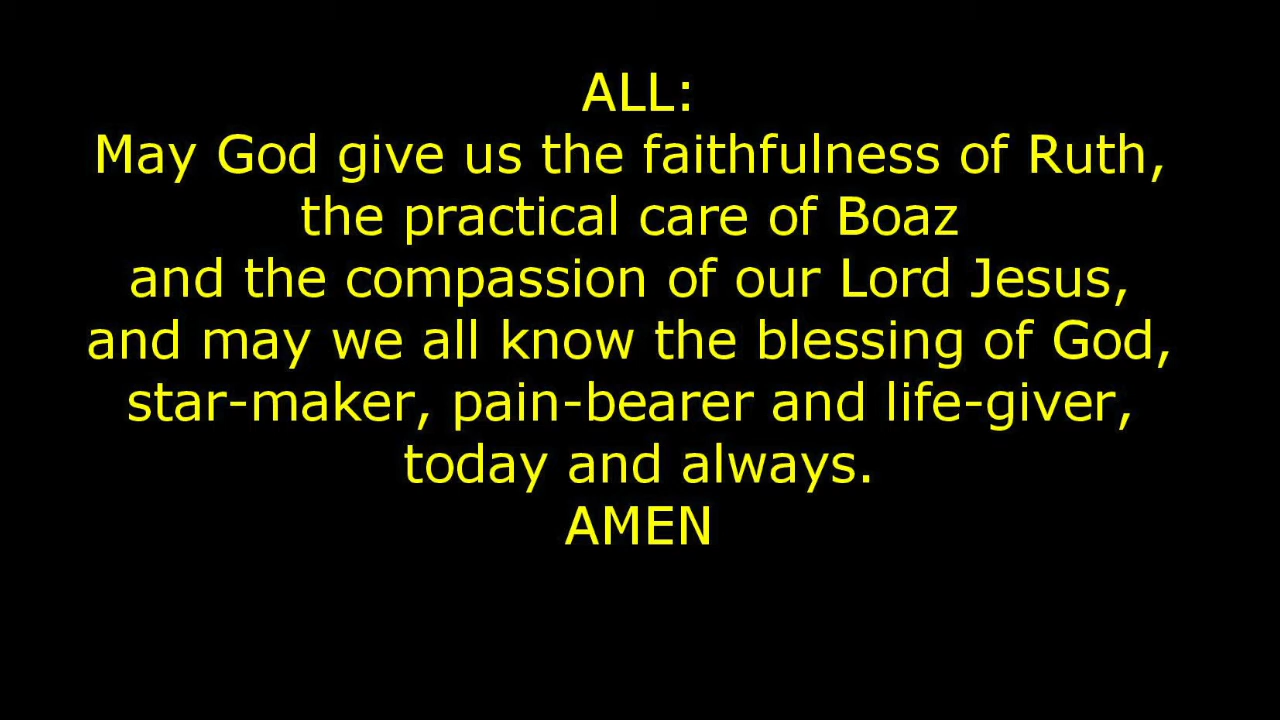 ALL:
May God give us the faithfulness of Ruth,
the practical care of Boaz
and the compassion of our Lord Jesus,
and may we all know the blessing of God,
star-maker, pain-bearer and life-giver,
today and always.
AMEN